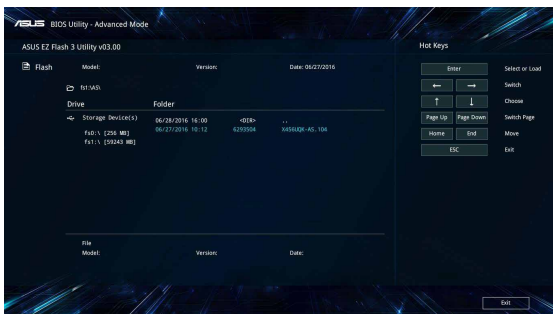 ASUS BIOS Utility - Advanced Mode
ASUS EZ Flash 3 Utility v03.00
Flash Model: Version: Date: 06/27/2016
fs1:\AS\
Drive Folder
Storage Device(s)
fs0:\ [256 MB]
fs1:\ [59243 MB]
06/28/2016 16:00 <DIR> ..
06/27/2016 10:12 6293504 X456UQK-AS.104
File
Model: Version: Date:
Hot Keys
Enter Select or Load
← → Switch
↑ ↓ Choose
Page Up Page Down Switch Page
Home End Move
ESC Exit
Exit